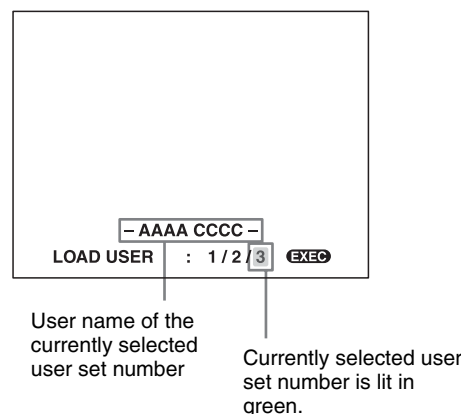 – AAAA CCCC –
LOAD USER : 1 / 2 / 3 EXEC
User name of the
currently selected
user set number
Currently selected user
set number is lit in
green.